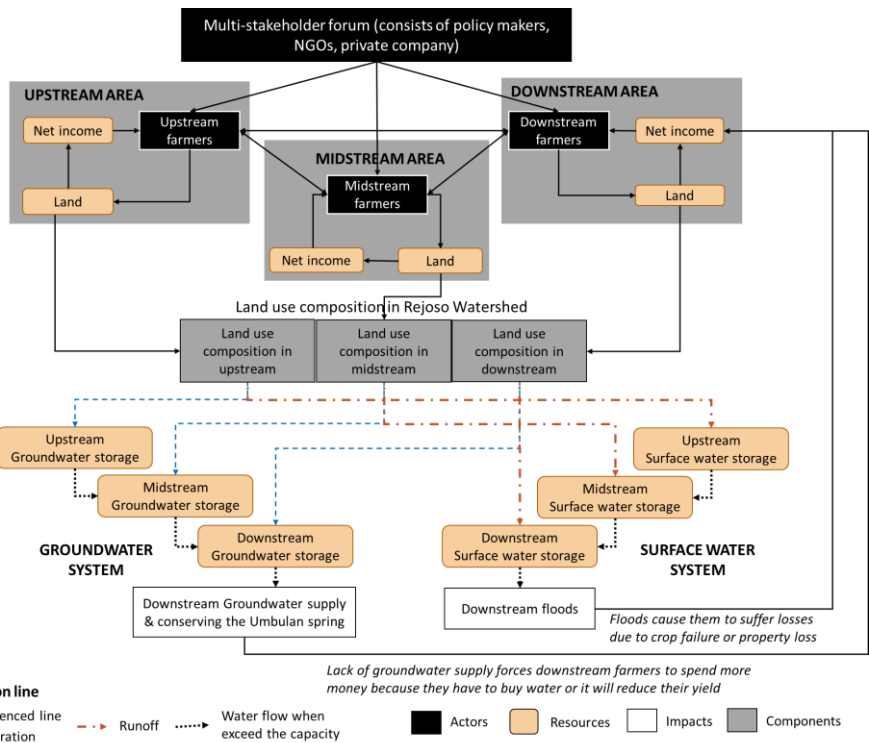 Multi-stakeholder forum (consists of policy makers,
NGOs, private company)
UPSTREAM AREA
DOWNSTREAM AREA
Net income
Upstream
farmers
Downstream
farmers
Net income
MIDSTREAM AREA
Land
Midstream
farmers
Land
Net income
Land
Land use composition in Rejoso Watershed
Land use
composition in
upstream
Land use
composition in
midstream
Land use
composition in
downstream
Upstream
Groundwater storage
Upstream
Surface water storage
Midstream
Groundwater storage
Midstream
Surface water storage
Downstream
Groundwater storage
Downstream
Surface water storage
GROUNDWATER
SYSTEM
SURFACE WATER
SYSTEM
Downstream Groundwater supply
& conserving the Umbulan spring
Downstream floods
Floods cause them to suffer losses
due to crop failure or property loss
Lack of groundwater supply forces downstream farmers to spend more
money because they have to buy water or it will reduce their yield
line
line
Runoff
Water flow when
exceed the capacity
Actors
Resources
Impacts
Components